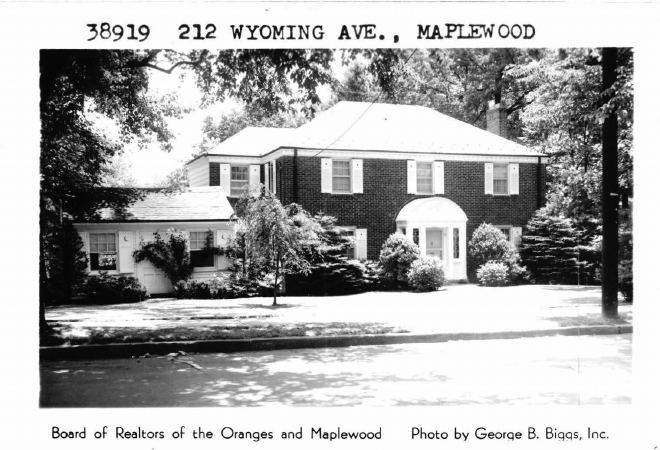 38919 212 WYOMING AVE., MAPLEWOOD
Board of Realtors of the Oranges and Maplewood Photo by George B. Biggs, Inc.